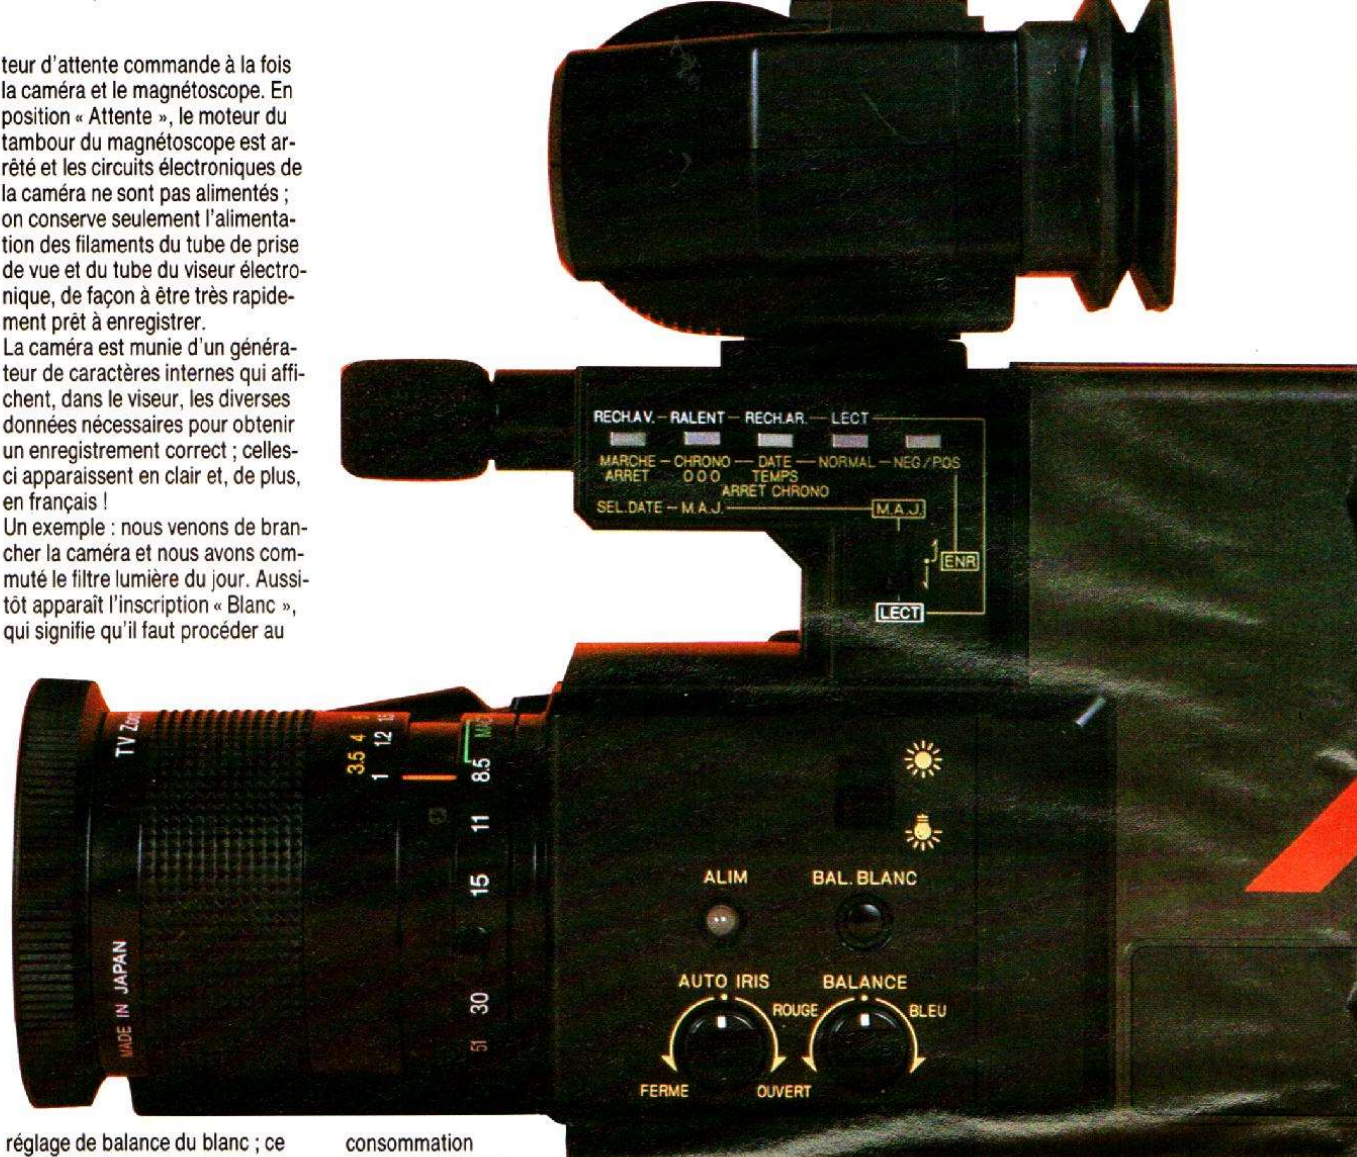 teur d'attente commande à la fois
la caméra et le magnétoscope. En
position « Attente », le moteur du
tambour du magnétoscope est ar-
rêté et les circuits électroniques de
la caméra ne sont pas alimentés ;
on conserve seulement l'alimenta-
tion des filaments du tube de prise
de vue et du tube du viseur électro-
nique, de façon à être très rapide-
ment prêt à enregistrer.
La caméra est munie d'un généra-
teur de caractères internes qui affi-
chent, dans le viseur, les diverses
données nécessaires pour obtenir
un enregistrement correct ; celles-
ci apparaissent en clair et, de plus,
en français !
Un exemple : nous venons de bran-
cher la caméra et nous avons com-
muté le filtre lumière du jour. Aussi-
tôt apparaît l'inscription « Blanc »,
qui signifie qu'il faut procéder au
réglage de balance du blanc ; ce
consommation
RECH.AV. – RALENT – RECH.AR. – LECT
MARCHE – CHRONO – DATE – NORMAL – NEG/POS
ARRET 000 TEMPS
ARRET CHRONO
SEL.DATE – M.A.J. M.A.J.
ENR
LECT
TV Zoom
3.5 4
1 1.2 1.5
8.5
11
15
30
51
MADE IN JAPAN
ALIM BAL.BLANC
AUTO IRIS BALANCE
ROUGE BLEU
FERME OUVERT